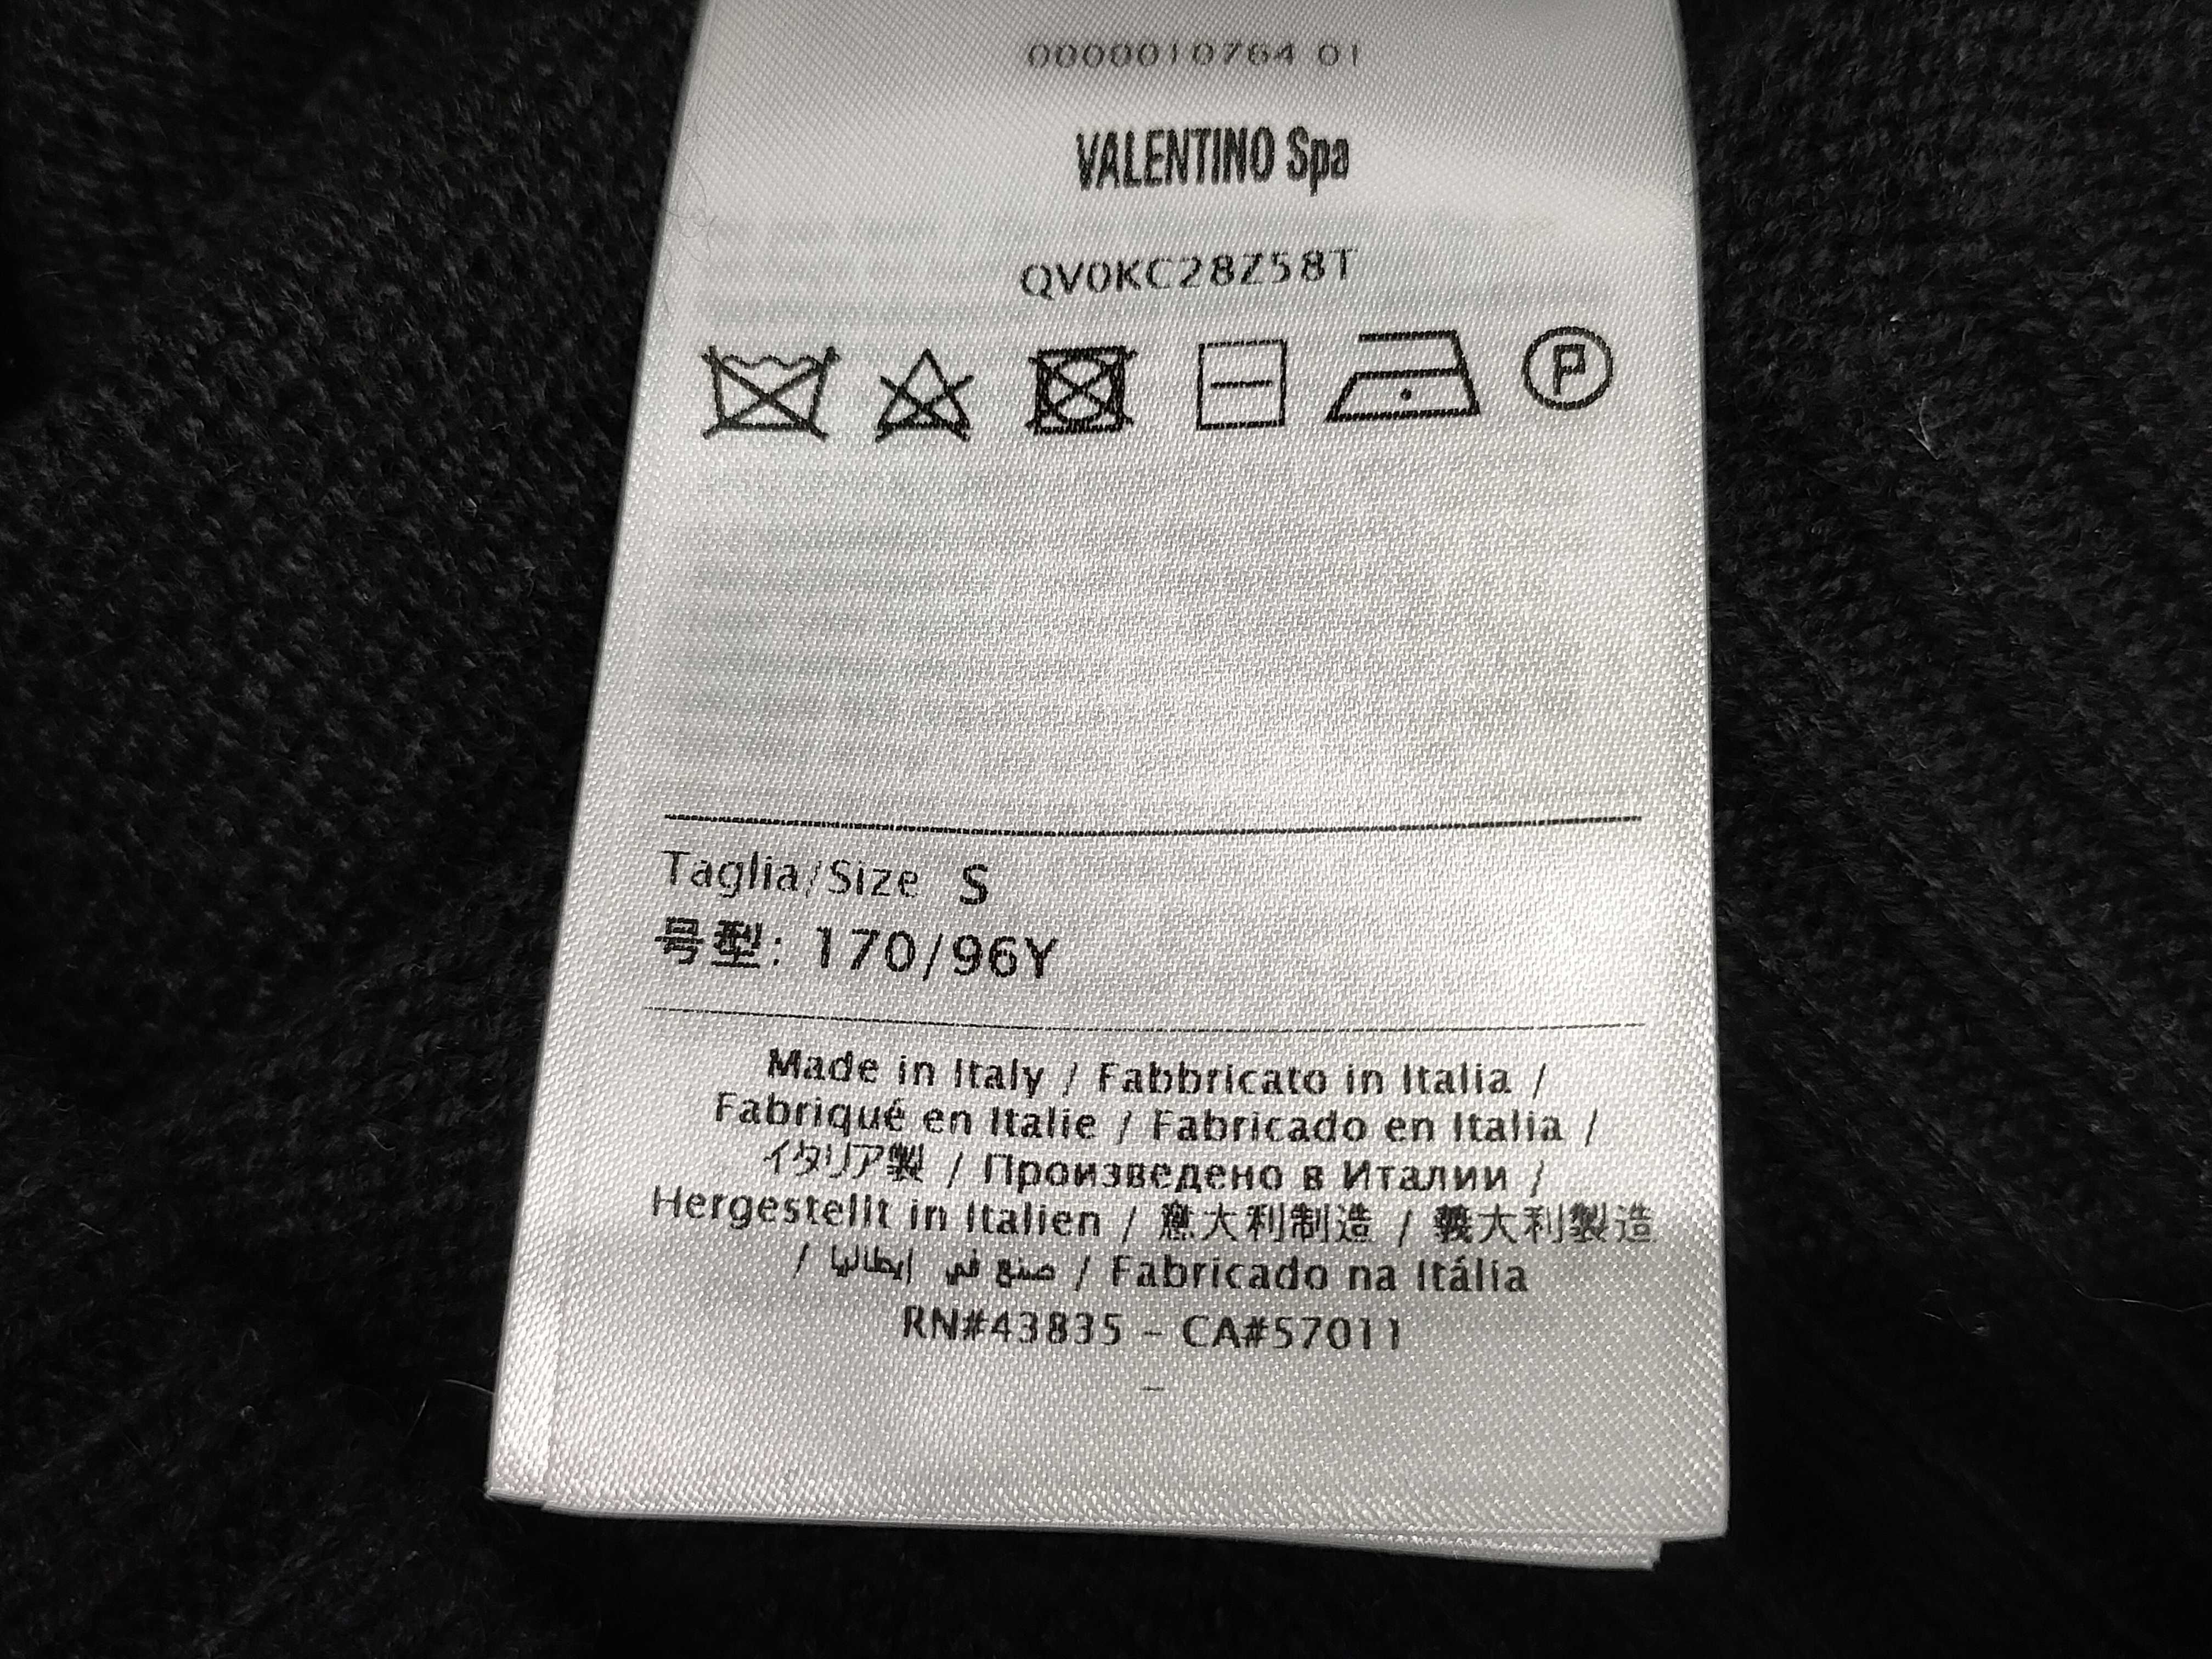 0000010764 01
VALENTINO Spa
QV0KC28Z58T
P
Taglia/Size S
号型: 170/96Y
Made in Italy / Fabbricato in Italia /
Fabriqué en Italie / Fabricado en Italia /
イタリア製 / Произведено в Италии /
Hergestellt in Italien / 意大利制造 / 義大利製造
/ صنع في إيطاليا / Fabricado na Itália
RN#43835 - CA#57011
-